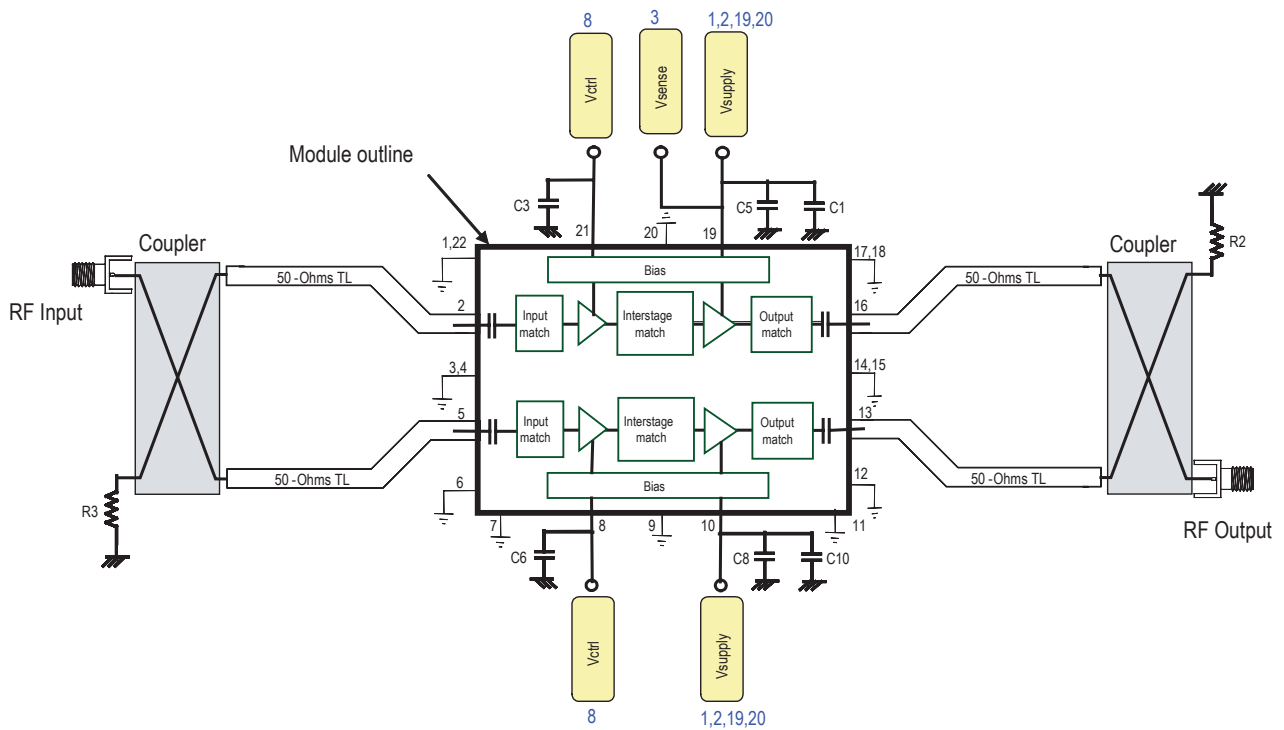 8
3
1,2,19,20
Vctrl
Vsense
Vsupply
Module outline
C3
C5
C1
21
20
19
1,22
17,18
R2
Coupler
Coupler
Bias
50 -Ohms TL
50 -Ohms TL
RF Input
2
16
Input
match
Interstage
match
Output
match
3,4
14,15
5
13
Input
match
Interstage
match
Output
match
50 -Ohms TL
50 -Ohms TL
Bias
6
12
R3
7
8
9
10
11
RF Output
C6
C8
C10
Vctrl
Vsupply
8
1,2,19,20